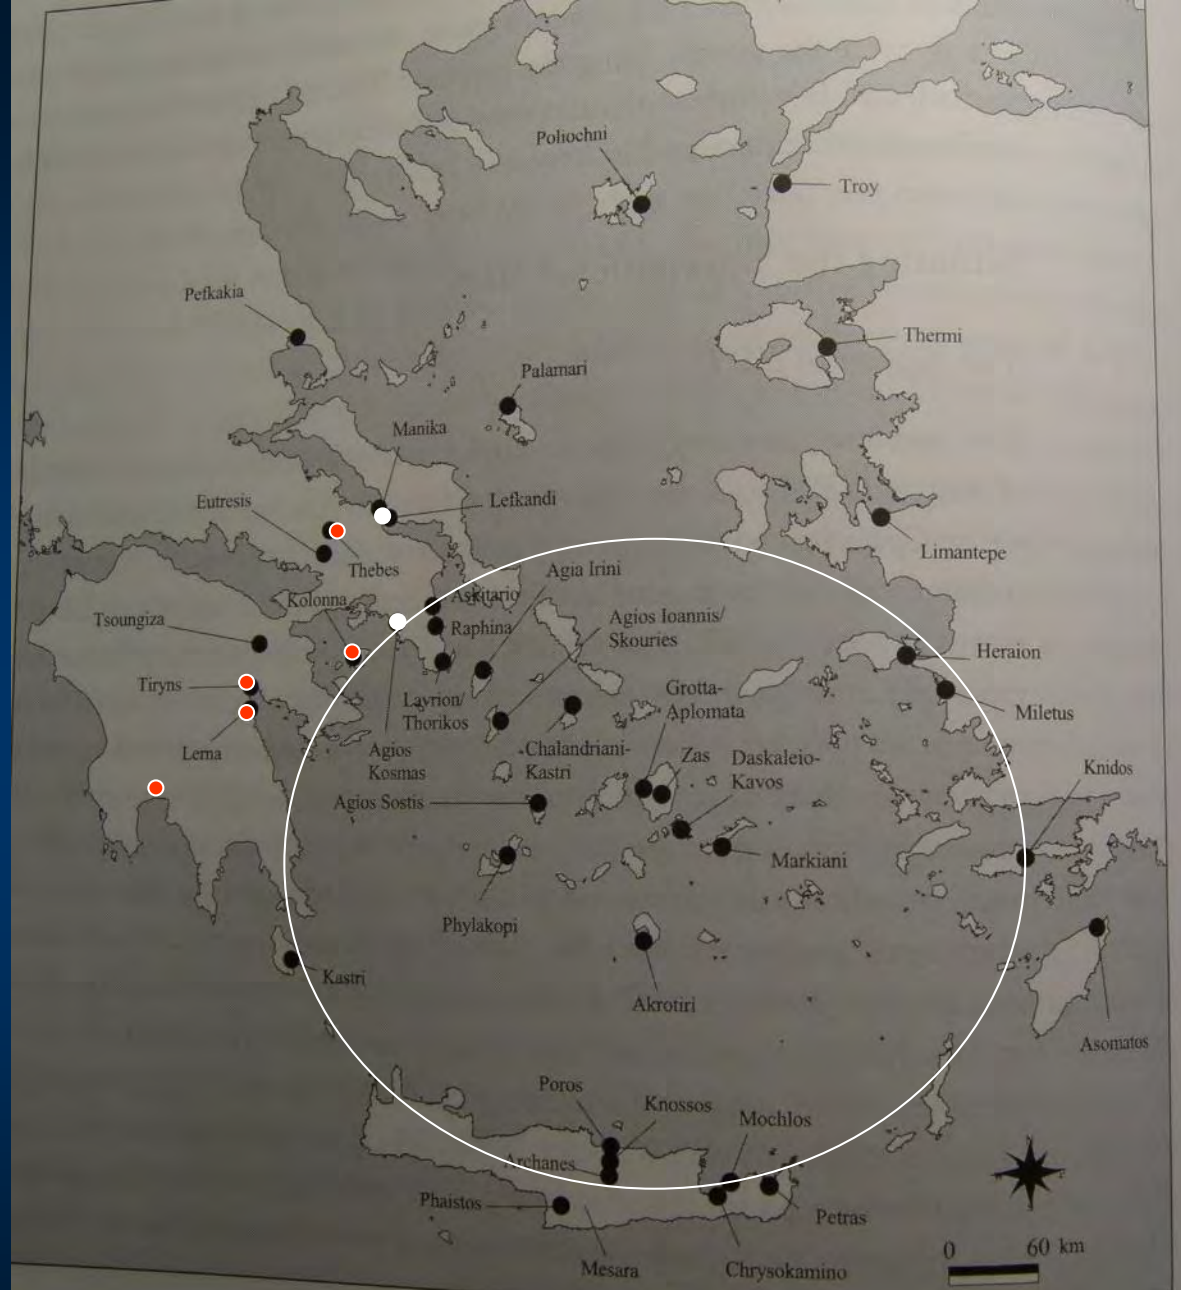 Poliochni
Troy
Pefkakia
Thermi
Palamari
Manika
Eutresis
Lefkandi
Limantepe
Thebes
Agia Irini
Kolonna
Askitario
Agios Ioannis/
Skouries
Tsoungiza
Raphina
Heraion
Tiryns
Grotta-
Aplomata
Lavrion/
Thorikos
Miletus
Lerna
Agios
Kosmas
Chalandriani-
Kastri
Zas
Daskaleio-
Kavos
Knidos
Agios Sostis
Markiani
Phylakopi
Kastri
Akrotiri
Asomatos
Poros
Knossos
Mochlos
Archanes
Phaistos
Petras
0 60 km
Mesara
Chrysokamino